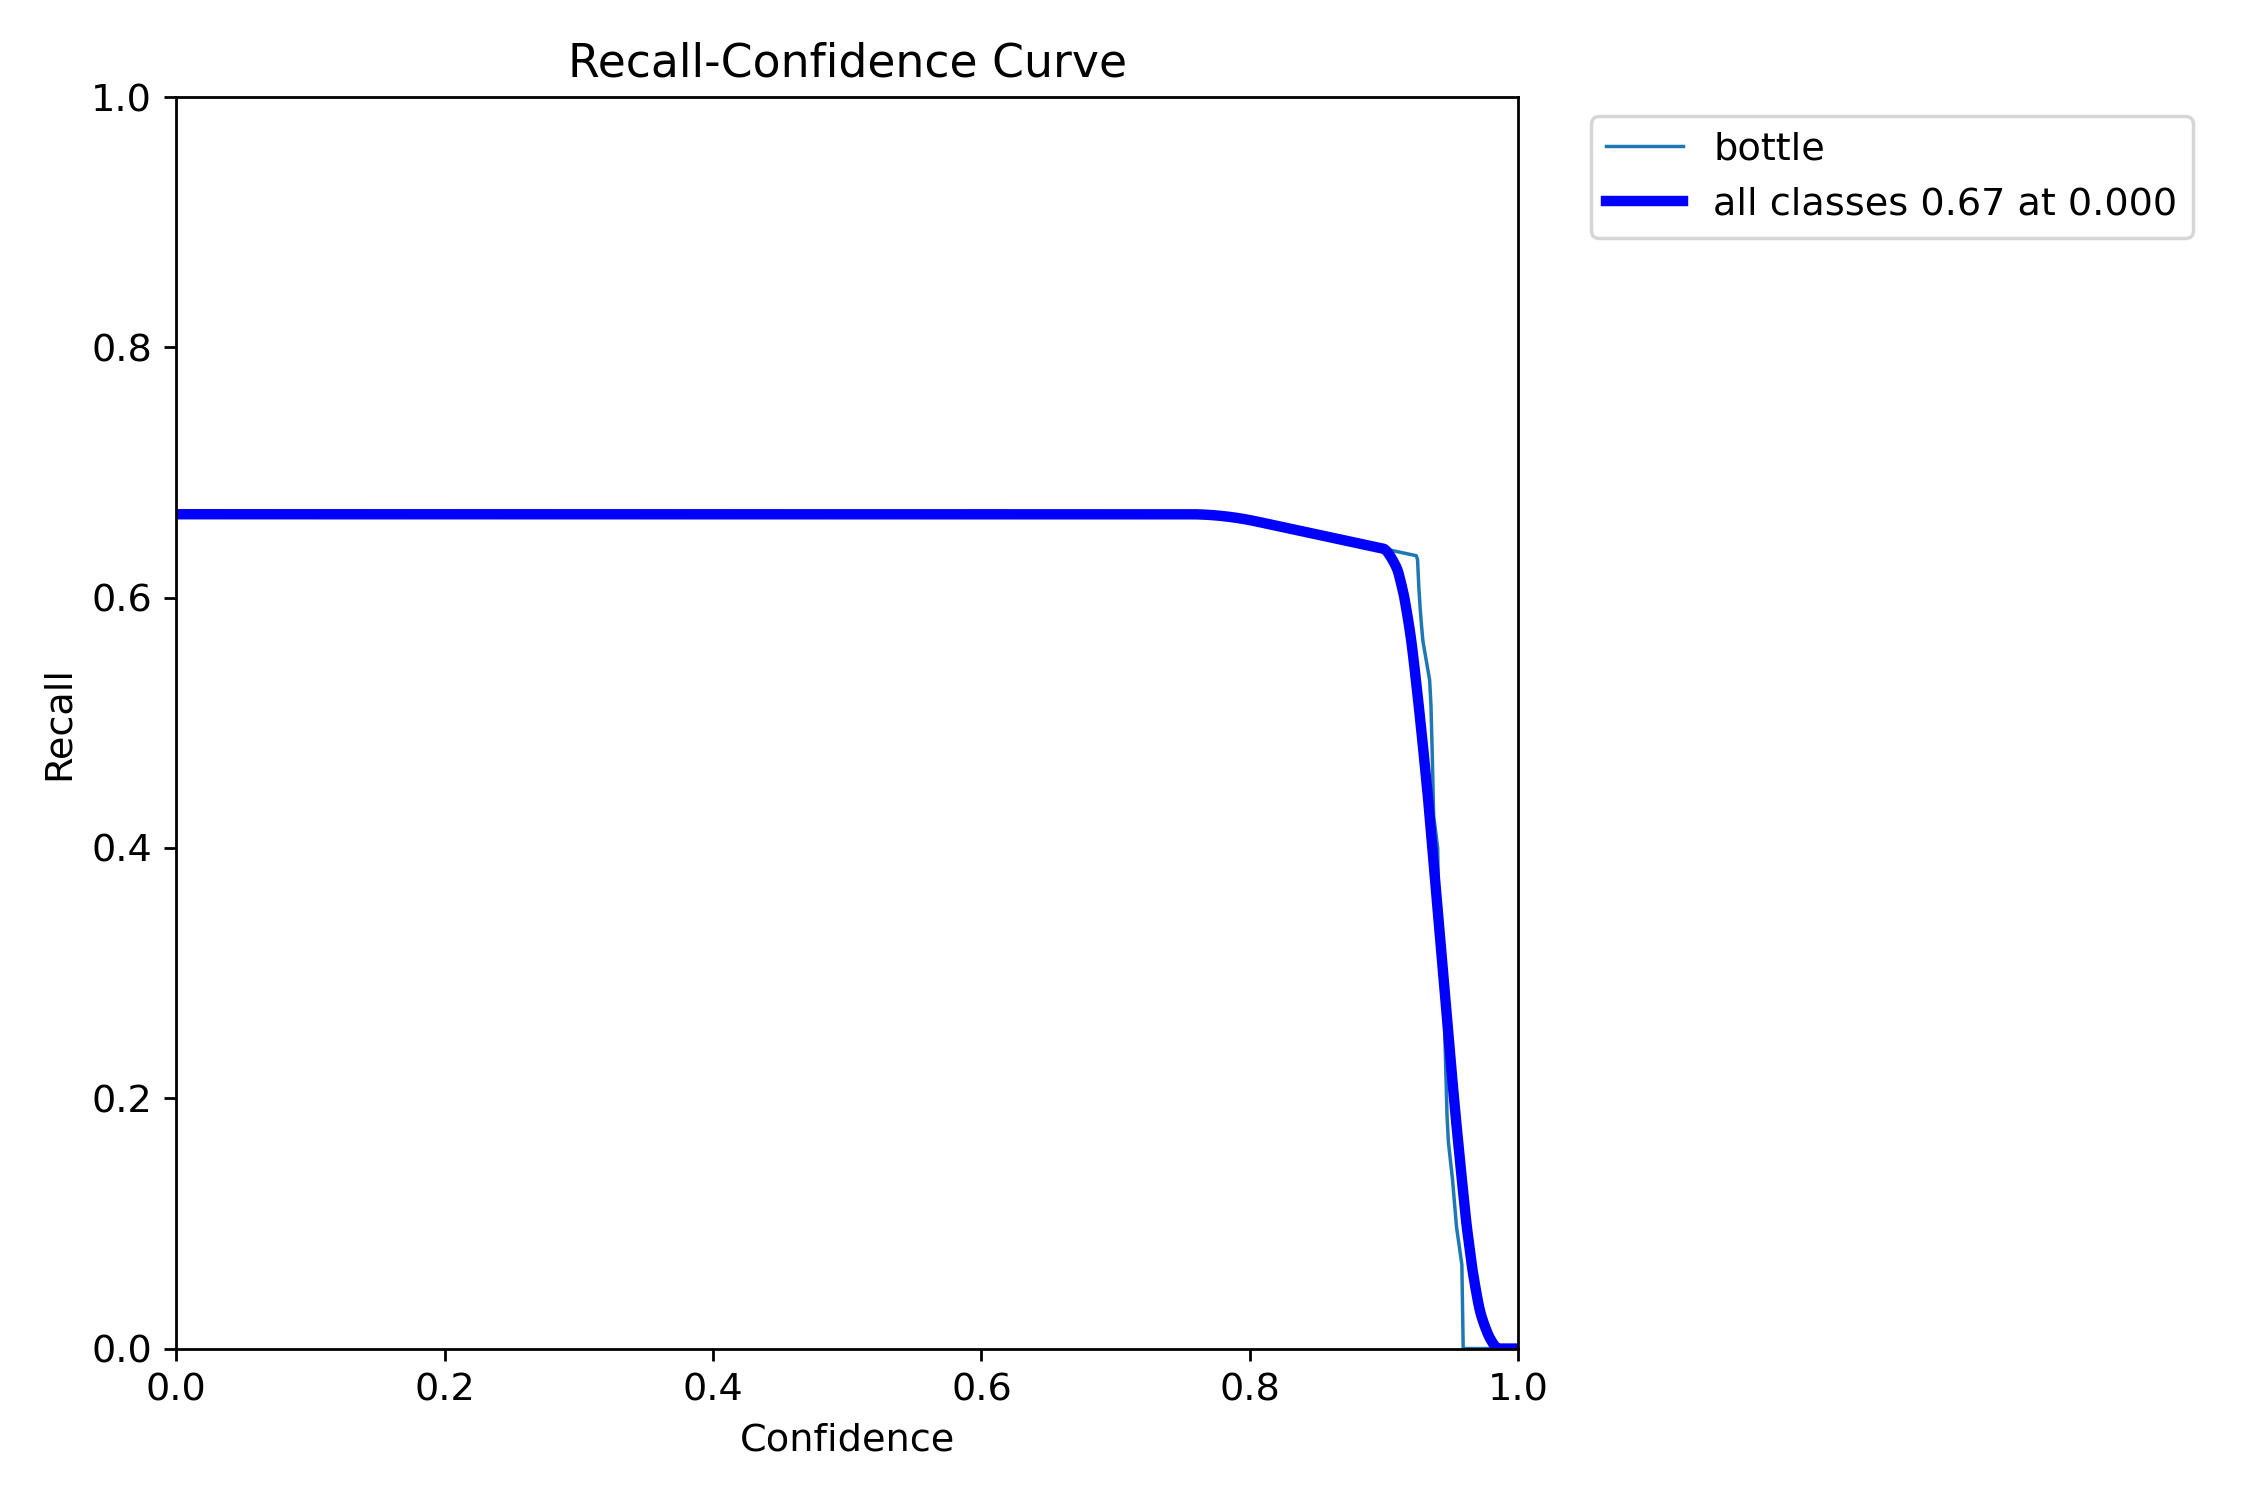 Recall-Confidence Curve
1.0
0.8
0.6
0.4
0.2
0.0
Recall
0.0 0.2 0.4 0.6 0.8 1.0
Confidence
bottle
all classes 0.67 at 0.000